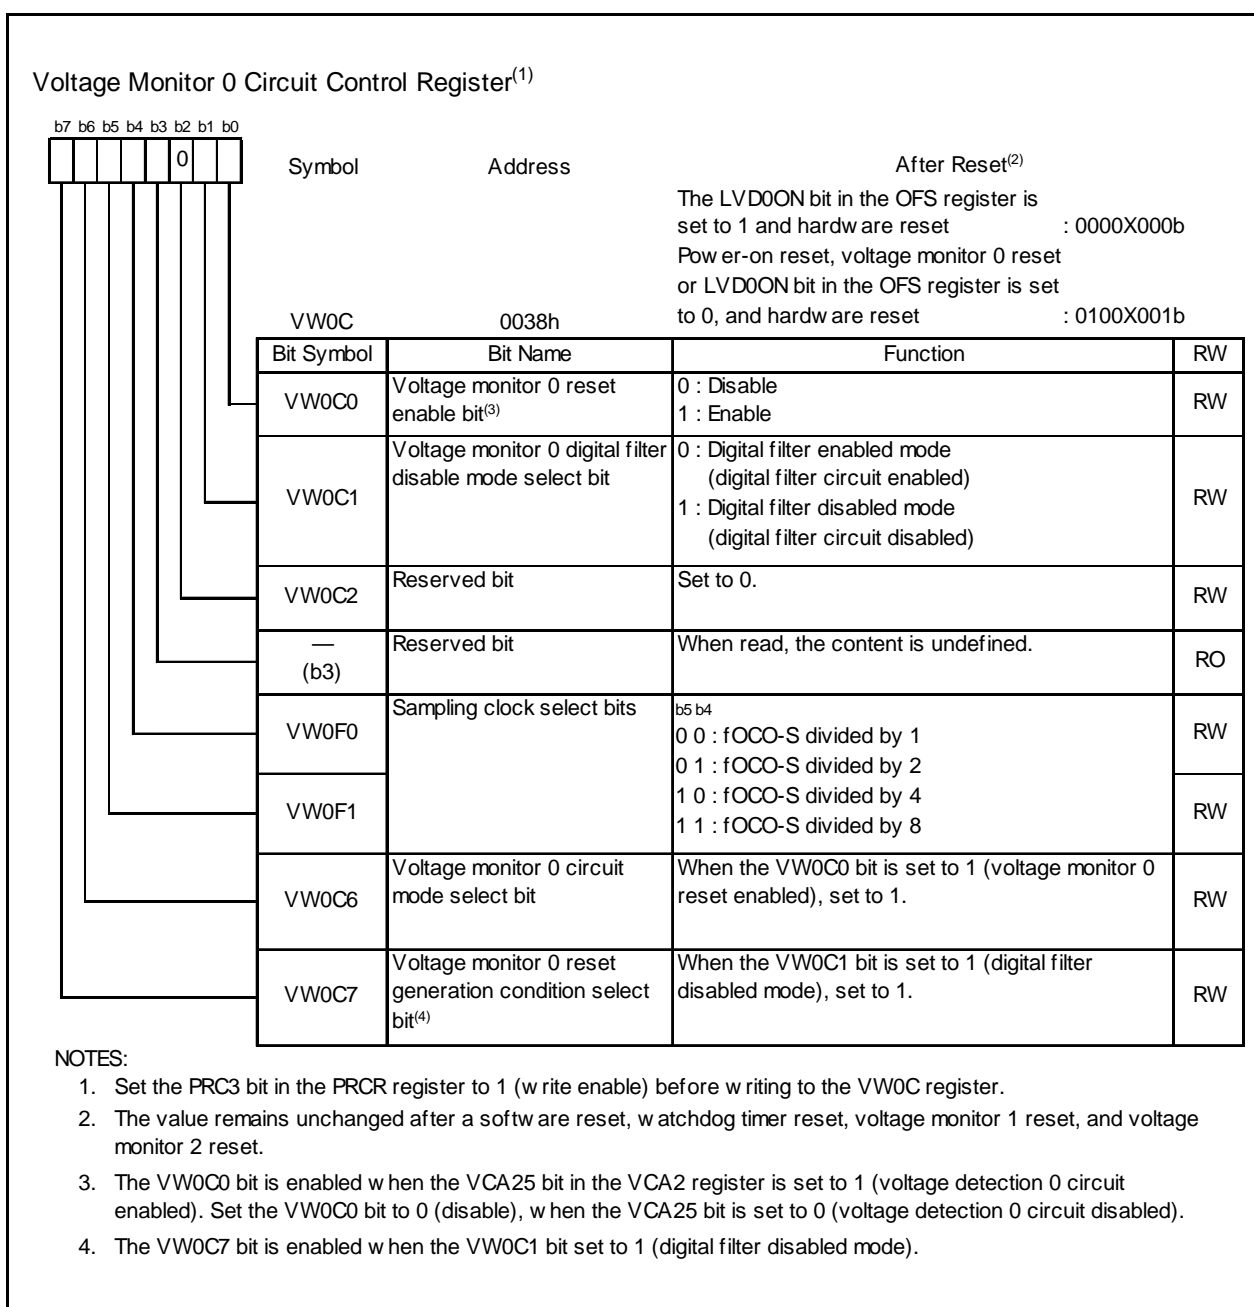 Voltage Monitor 0 Circuit Control Register(1)
b7 b6 b5 b4 b3 b2 b1 b0
0
Symbol Address After Reset(2)
The LVD0ON bit in the OFS register is
set to 1 and hardware reset : 0000X000b
Power-on reset, voltage monitor 0 reset
or LVD0ON bit in the OFS register is set
VW0C 0038h to 0, and hardware reset : 0100X001b
Bit Symbol Bit Name Function RW
VW0C0 Voltage monitor 0 reset 0 : Disable RW
enable bit(3) 1 : Enable
Voltage monitor 0 digital filter 0 : Digital filter enabled mode
disable mode select bit (digital filter circuit enabled)
VW0C1 1 : Digital filter disabled mode RW
(digital filter circuit disabled)
VW0C2 Reserved bit Set to 0. RW
— Reserved bit When read, the content is undefined. RO
(b3)
Sampling clock select bits b5 b4
VW0F0 0 0 : fOCO-S divided by 1 RW
0 1 : fOCO-S divided by 2
VW0F1 1 0 : fOCO-S divided by 4 RW
1 1 : fOCO-S divided by 8
Voltage monitor 0 circuit When the VW0C0 bit is set to 1 (voltage monitor 0
VW0C6 mode select bit reset enabled), set to 1. RW
Voltage monitor 0 reset When the VW0C1 bit is set to 1 (digital filter
VW0C7 generation condition select disabled mode), set to 1. RW
bit(4)
NOTES:
1. Set the PRC3 bit in the PRCR register to 1 (write enable) before writing to the VW0C register.
2. The value remains unchanged after a software reset, watchdog timer reset, voltage monitor 1 reset, and voltage
monitor 2 reset.
3. The VW0C0 bit is enabled when the VCA25 bit in the VCA2 register is set to 1 (voltage detection 0 circuit
enabled). Set the VW0C0 bit to 0 (disable), when the VCA25 bit is set to 0 (voltage detection 0 circuit disabled).
4. The VW0C7 bit is enabled when the VW0C1 bit set to 1 (digital filter disabled mode).